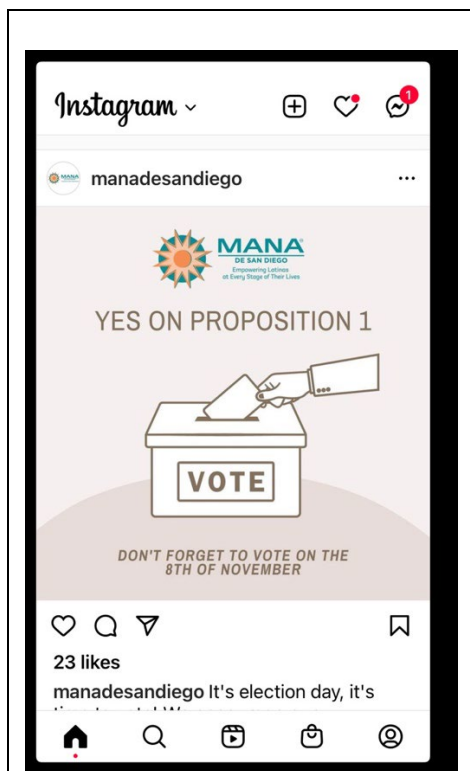 Instagram
1
manadesandiego
MANA
DE SAN DIEGO
Empowering Latinas
at Every Stage of Their Lives
YES ON PROPOSITION 1
VOTE
DON'T FORGET TO VOTE ON THE
8TH OF NOVEMBER
23 likes
manadesandiego It's election day, it's